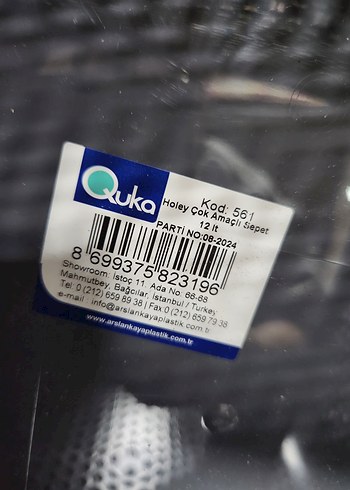 Quka
Kod: 561
Holey Çok Amaçlı Sepet
12 lt
PARTİ NO:08-2024
8 699375 823196
Showroom: İstoç 11. Ada No: 66-68
Mahmutbey, Bağcılar, İstanbul / Turkey
Tel: 0 (212) 659 89 38 | Fax:0 (212) 659 79 38
e-mail : info@arslankayaplastik.com.tr
www.arslankayaplastik.com.tr